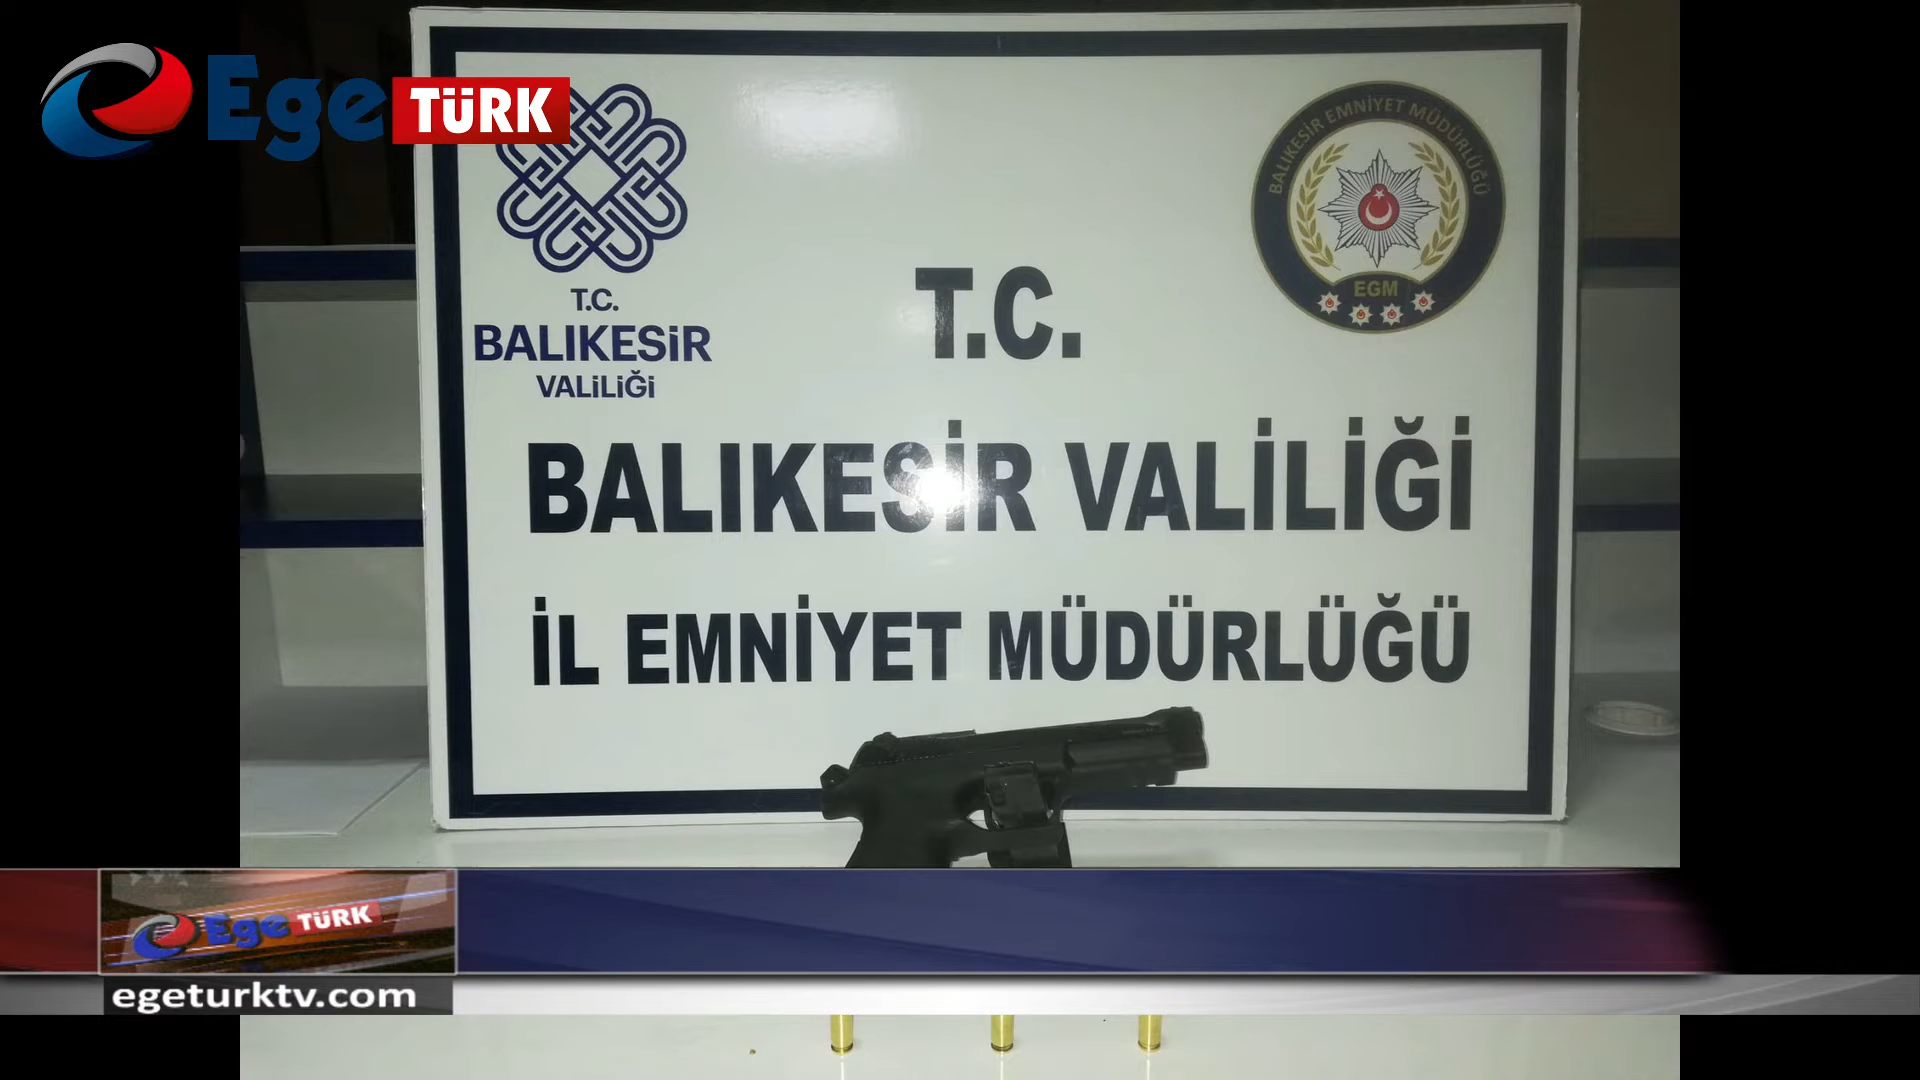 Ege TÜRK
BALIKESİR EMNİYET MÜDÜRLÜĞÜ
EGM
T.C.
BALIKESİR
VALİLİĞİ
T.C.
BALIKESİR VALİLİĞİ
İL EMNİYET MÜDÜRLÜĞÜ
Ege TÜRK
egeturktv.com